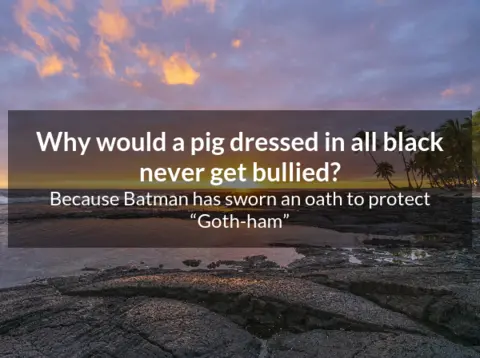 Why would a pig dressed in all black
never get bullied?
Because Batman has sworn an oath to protect
“Goth-ham”